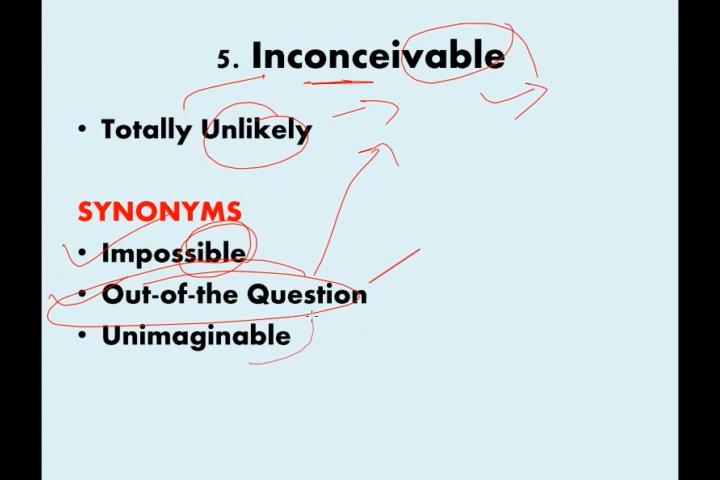 5. Inconceivable
• Totally Unlikely
SYNONYMS
• Impossible
• Out-of-the Question
• Unimaginable